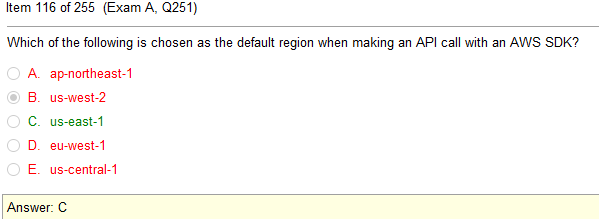 Item 116 of 255 (Exam A, Q251)
Which of the following is chosen as the default region when making an API call with an AWS SDK?
A. ap-northeast-1
B. us-west-2
C. us-east-1
D. eu-west-1
E. us-central-1
Answer: C